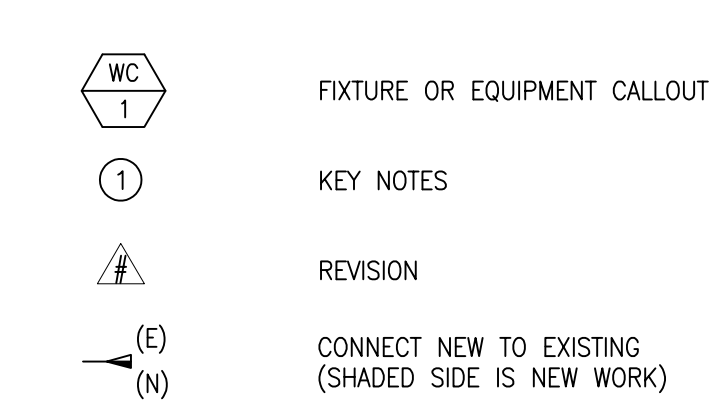 WC
1
FIXTURE OR EQUIPMENT CALLOUT
1
KEY NOTES
#
REVISION
(E)
(N)
CONNECT NEW TO EXISTING
(SHADED SIDE IS NEW WORK)